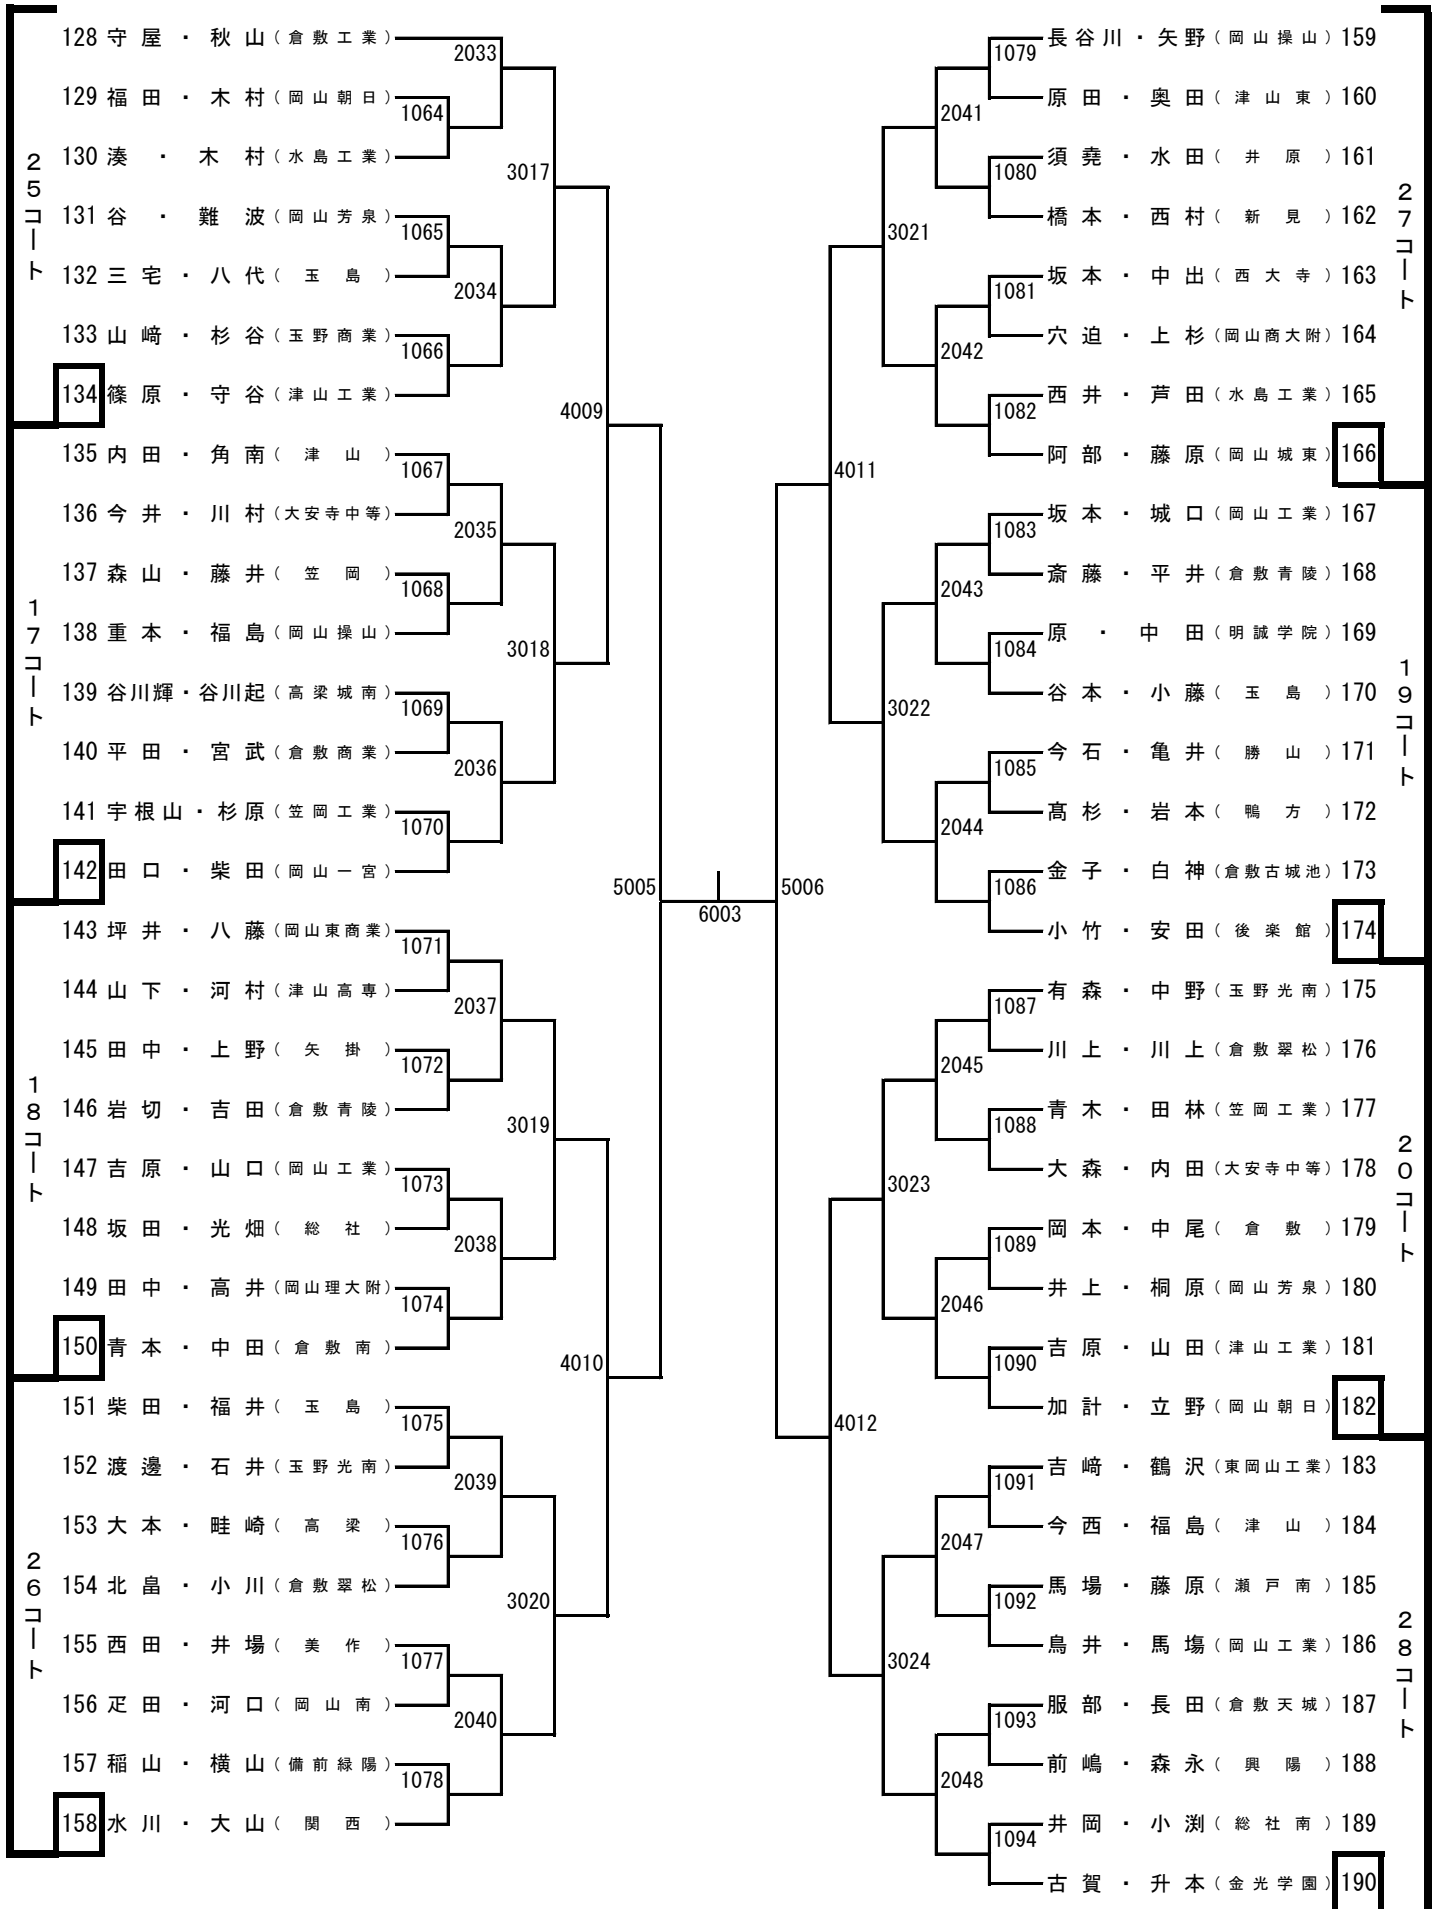 25コート
128 守屋・秋山（倉敷工業）
129 福田・木村（岡山朝日）
130 湊・木村（水島工業）
131 谷・難波（岡山芳泉）
132 三宅・八代（玉島）
133 山﨑・杉谷（玉野商業）
134 篠原・守谷（津山工業）
17コート
135 内田・角南（津山）
136 今井・川村（大安寺中等）
137 森山・藤井（笠岡）
138 重本・福島（岡山操山）
139 谷川輝・谷川起（高梁城南）
140 平田・宮武（倉敷商業）
141 宇根山・杉原（笠岡工業）
142 田口・柴田（岡山一宮）
18コート
143 坪井・八藤（岡山東商業）
144 山下・河村（津山高専）
145 田中・上野（矢掛）
146 岩切・吉田（倉敷青陵）
147 吉原・山口（岡山工業）
148 坂田・光畑（総社）
149 田中・高井（岡山理大附）
150 青本・中田（倉敷南）
26コート
151 柴田・福井（玉島）
152 渡邊・石井（玉野光南）
153 大本・畦崎（高梁）
154 北畠・小川（倉敷翠松）
155 西田・井場（美作）
156 疋田・河口（岡山南）
157 稲山・横山（備前緑陽）
158 水川・大山（関西）
2033
1064
3017
1065
2034
1066
4009
1067
2035
1068
3018
1069
2036
1070
5005
1071
2037
1072
3019
1073
2038
1074
4010
1075
2039
1076
3020
1077
2040
1078
6003
5006
1079
2041
1080
3021
1081
2042
1082
4011
1083
2043
1084
3022
1085
2044
1086
1087
2045
1088
3023
1089
2046
1090
4012
1091
2047
1092
3024
1093
2048
1094
27コート
長谷川・矢野（岡山操山）159
原田・奥田（津山東）160
須堯・水田（井原）161
橋本・西村（新見）162
坂本・中出（西大寺）163
穴迫・上杉（岡山商大附）164
西井・芦田（水島工業）165
阿部・藤原（岡山城東）166
19コート
坂本・城口（岡山工業）167
斎藤・平井（倉敷青陵）168
原・中田（明誠学院）169
谷本・小藤（玉島）170
今石・亀井（勝山）171
髙杉・岩本（鴨方）172
金子・白神（倉敷古城池）173
小竹・安田（後楽館）174
20コート
有森・中野（玉野光南）175
川上・川上（倉敷翠松）176
青木・田林（笠岡工業）177
大森・内田（大安寺中等）178
岡本・中尾（倉敷）179
井上・桐原（岡山芳泉）180
吉原・山田（津山工業）181
加計・立野（岡山朝日）182
28コート
吉﨑・鶴沢（東岡山工業）183
今西・福島（津山）184
馬場・藤原（瀬戸南）185
鳥井・馬塲（岡山工業）186
服部・長田（倉敷天城）187
前嶋・森永（興陽）188
井岡・小渕（総社南）189
古賀・升本（金光学園）190